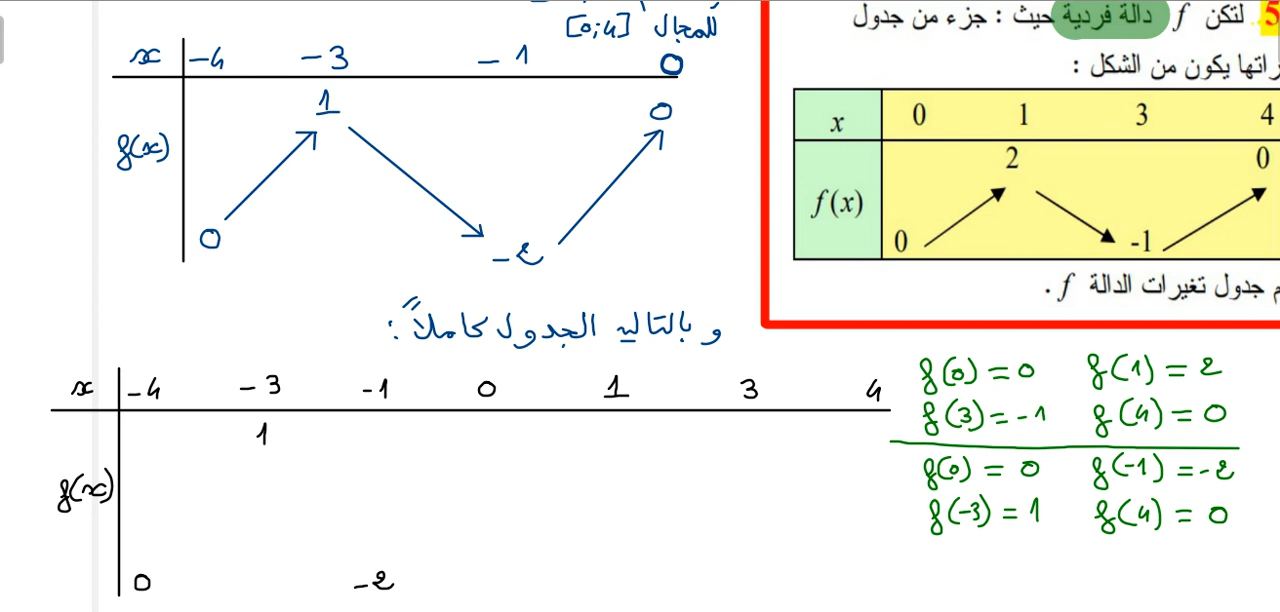 5. لتكن f دالة فردية حيث : جزء من جدول
راتها يكون من الشكل :
x 0 1 3 4
f(x) 0 2 -1 0
م جدول تغيرات الدالة f .
للمجال [0;4]
x -4 -3 -1 0
f(x) 0 1 -2 0
و بالتالي الجدول كاملاً :
x -4 -3 -1 0 1 3 4
f(x) 0 1 -2
f(0) = 0 f(1) = 2
f(3) = -1 f(4) = 0
f(0) = 0 f(-1) = -2
f(-3) = 1 f(4) = 0